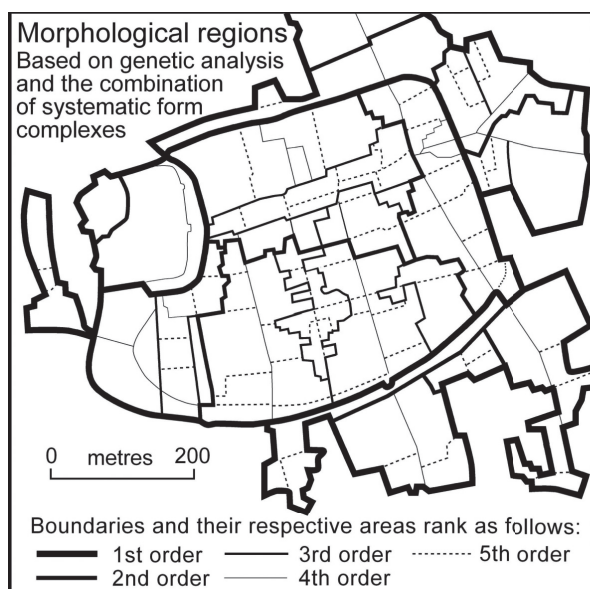 Morphological regions
Based on genetic analysis
and the combination
of systematic form
complexes
0 metres 200
Boundaries and their respective areas rank as follows:
1st order 3rd order 5th order
2nd order 4th order